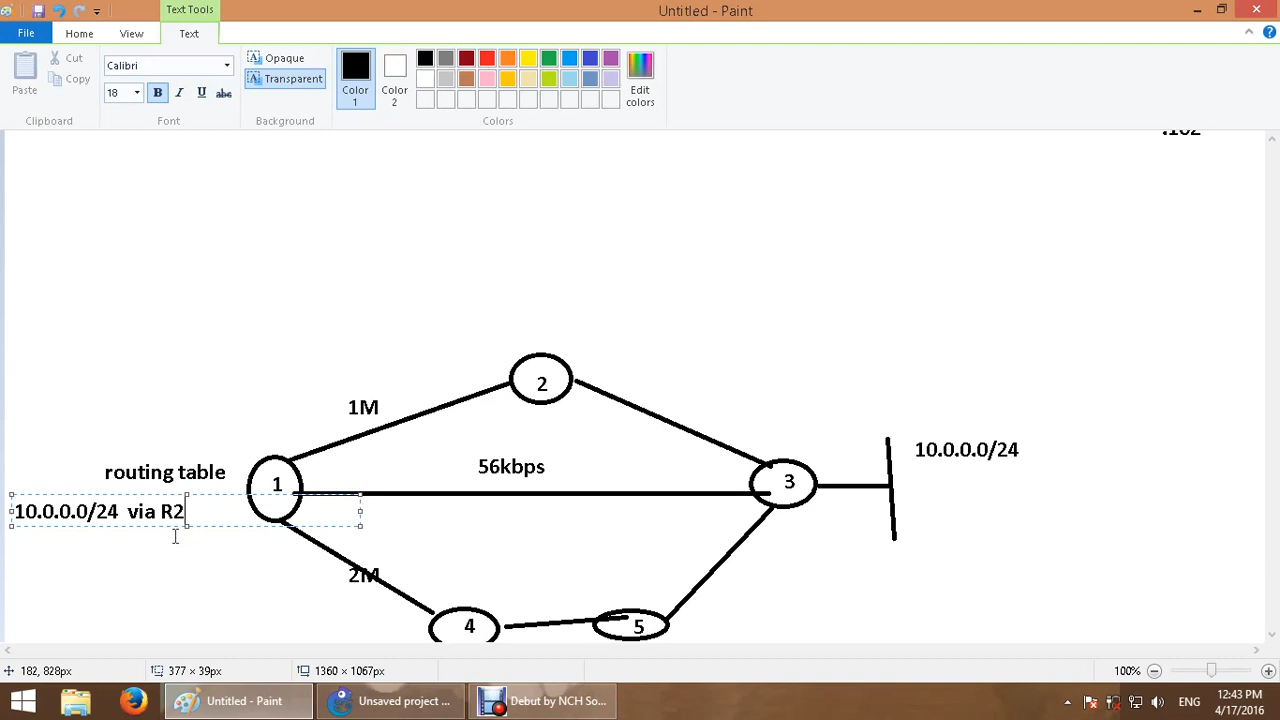 Text Tools
Untitled - Paint
File
Home
View
Text
Paste
Cut
Copy
Clipboard
Calibri
18
B I U abc
Font
Opaque
Transparent
Background
Color 1
Color 2
Edit colors
Colors
.102
2
1M
56kbps
10.0.0.0/24
routing table
1
3
10.0.0.0/24 via R2
2M
4
5
182, 828px
377 × 39px
1360 × 1067px
100%
Untitled - Paint
Unsaved project ...
Debut by NCH So...
ENG
12:43 PM
4/17/2016